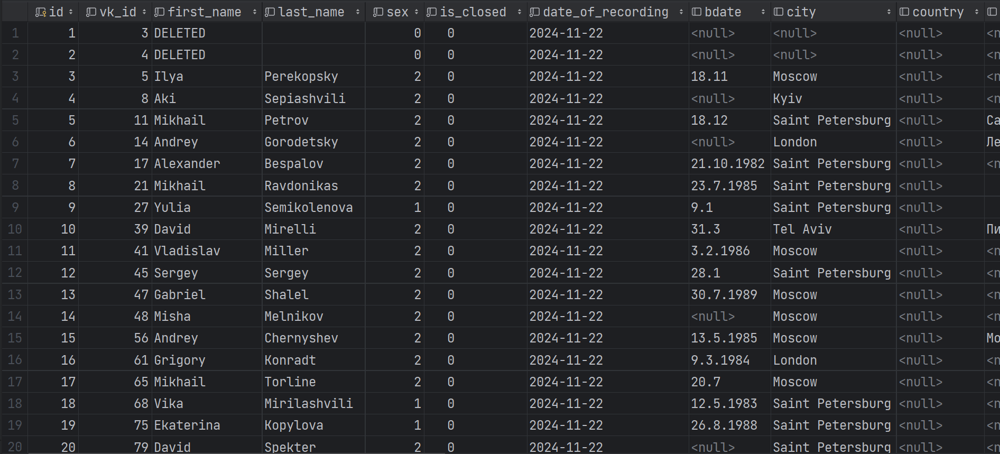 id vk_id first_name last_name sex is_closed date_of_recording bdate city country
1 1 3 DELETED 0 0 2024-11-22 <null> <null> <null> <n
2 2 4 DELETED 0 0 2024-11-22 <null> <null> <null> <n
3 3 5 Ilya Perekopsky 2 0 2024-11-22 18.11 Moscow <null> <n
4 4 8 Aki Sepiashvili 2 0 2024-11-22 <null> Kyiv <null> <n
5 5 11 Mikhail Petrov 2 0 2024-11-22 18.12 Saint Petersburg <null> Са
6 6 14 Andrey Gorodetsky 2 0 2024-11-22 <null> London <null> Ле
7 7 17 Alexander Bespalov 2 0 2024-11-22 21.10.1982 Saint Petersburg <null> <n
8 8 21 Mikhail Ravdonikas 2 0 2024-11-22 23.7.1985 Saint Petersburg <null>
9 9 27 Yulia Semikolenova 1 0 2024-11-22 9.1 Saint Petersburg <null>
10 10 39 David Mirelli 2 0 2024-11-22 31.3 Tel Aviv <null> Пи
11 11 41 Vladislav Miller 2 0 2024-11-22 3.2.1986 Moscow <null> <n
12 12 45 Sergey Sergey 2 0 2024-11-22 28.1 Saint Petersburg <null> <n
13 13 47 Gabriel Shalel 2 0 2024-11-22 30.7.1989 Moscow <null> <n
14 14 48 Misha Melnikov 2 0 2024-11-22 <null> Moscow <null> <n
15 15 56 Andrey Chernyshev 2 0 2024-11-22 13.5.1985 Moscow <null> Мо
16 16 61 Grigory Konradt 2 0 2024-11-22 9.3.1984 London <null> <n
17 17 65 Mikhail Torline 2 0 2024-11-22 20.7 Moscow <null> <n
18 18 68 Vika Mirilashvili 1 0 2024-11-22 12.5.1983 Saint Petersburg <null> <n
19 19 75 Ekaterina Kopylova 1 0 2024-11-22 26.8.1988 Saint Petersburg <null> <n
20 20 79 David Spekter 2 0 2024-11-22 <null> Saint Petersburg <null> <n